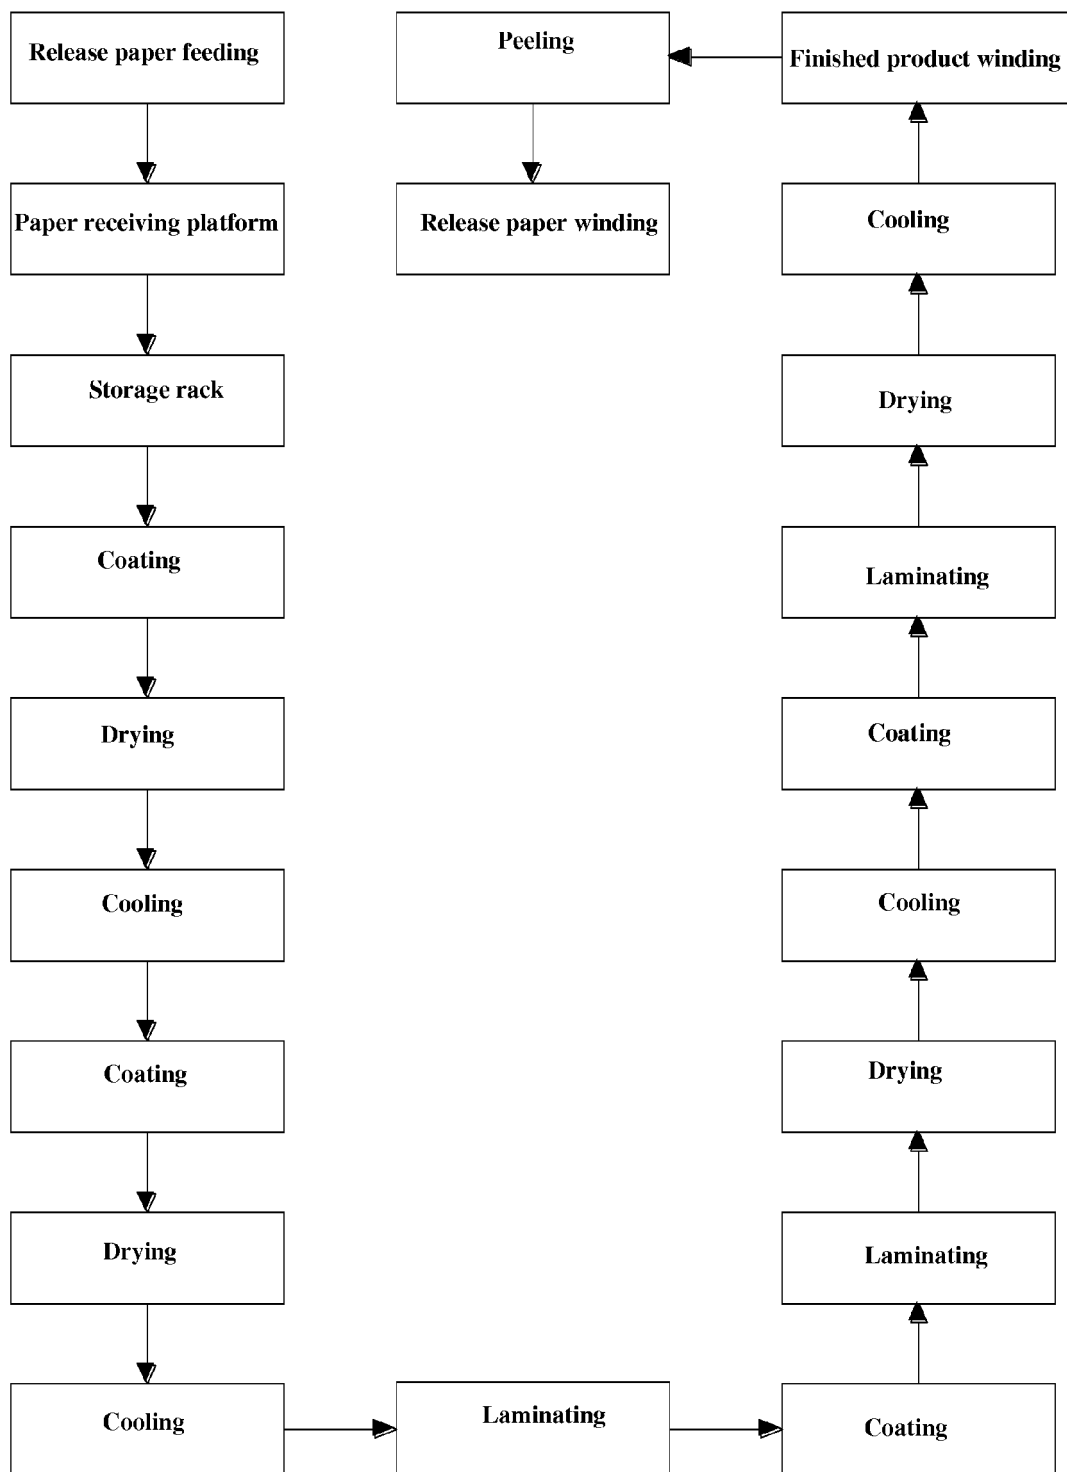 Release paper feeding
Paper receiving platform
Storage rack
Coating
Drying
Cooling
Coating
Drying
Cooling
Laminating
Coating
Laminating
Drying
Cooling
Coating
Laminating
Drying
Cooling
Finished product winding
Peeling
Release paper winding